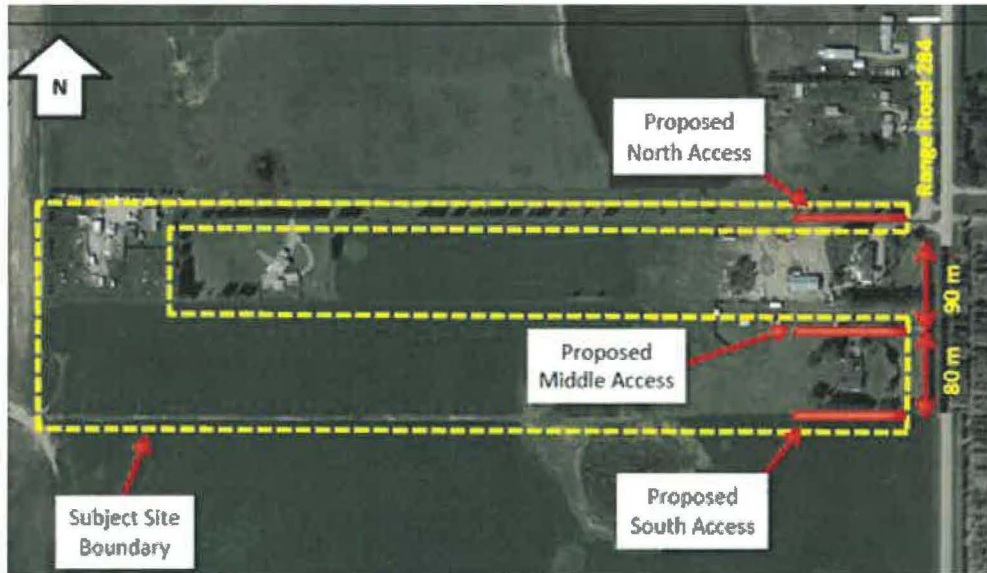 N
Proposed
North Access
Range Road 284
90 m
Proposed
Middle Access
80 m
Subject Site
Boundary
Proposed
South Access